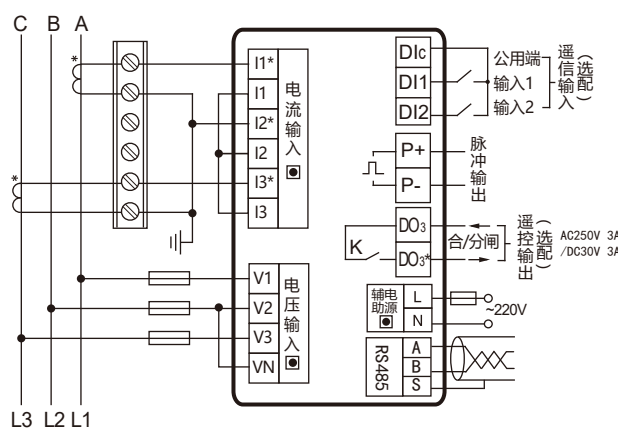 C B A
*
*
I1*
I1
I2*
I2
I3*
I3
电流输入
V1
V2
V3
VN
电压输入
L3 L2 L1
DIc
DI1
DI2
公用端
输入1
输入2
遥信输入
(选配)
P+
P-
脉冲输出
DO3
DO3*
K
合/分闸
遥控输出
(选配)
AC250V 3A
/DC30V 3A
辅助电源
L
N
~220V
RS485
A
B
S